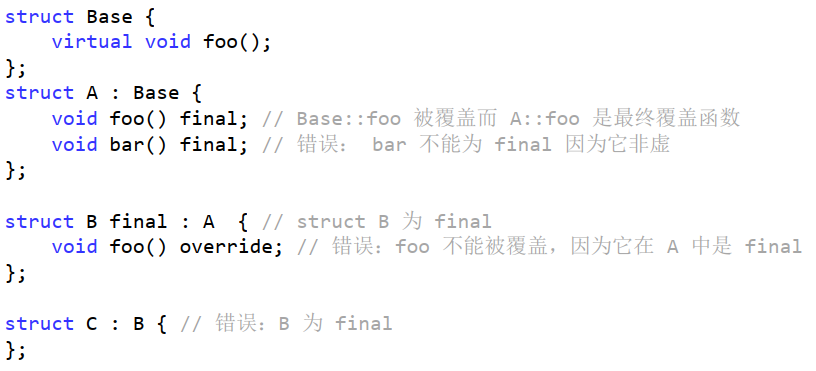 struct Base {
    virtual void foo();
};
struct A : Base {
    void foo() final; // Base::foo 被覆盖而 A::foo 是最终覆盖函数
    void bar() final; // 错误： bar 不能为 final 因为它非虚
};

struct B final : A  { // struct B 为 final
    void foo() override; // 错误：foo 不能被覆盖，因为它在 A 中是 final
};

struct C : B { // 错误：B 为 final
};